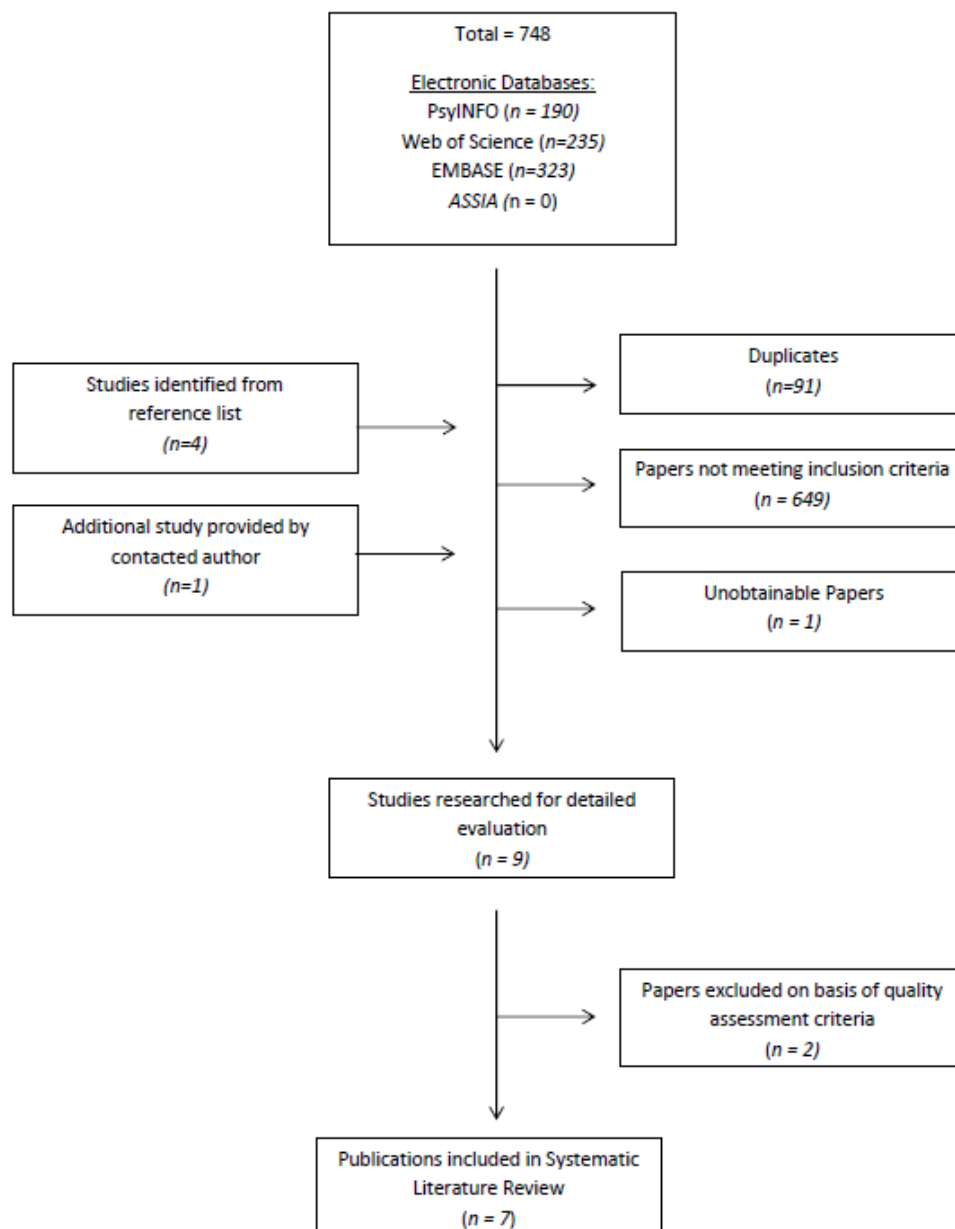 Total = 748
Electronic Databases:
PsyINFO (n = 190)
Web of Science (n=235)
EMBASE (n=323)
ASSIA (n = 0)
Studies identified from
reference list
(n=4)
Duplicates
(n=91)
Papers not meeting inclusion criteria
(n = 649)
Additional study provided by
contacted author
(n=1)
Unobtainable Papers
(n = 1)
Studies researched for detailed
evaluation
(n = 9)
Papers excluded on basis of quality
assessment criteria
(n = 2)
Publications included in Systematic
Literature Review
(n = 7)